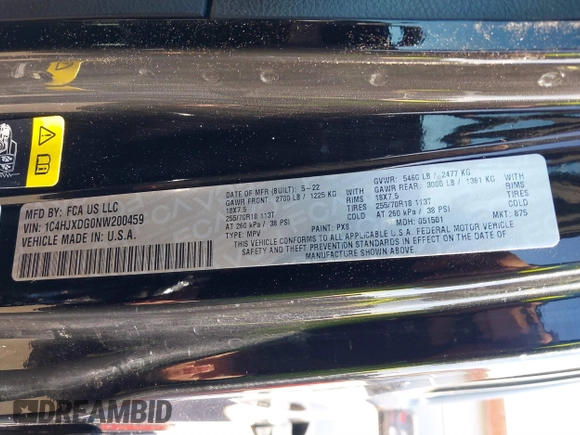 MFD BY: FCA US LLC
VIN: 1C4HJXDG0NW200459
VEHICLE MADE IN U.S.A.
DATE OF MFR (BUILT): 5-22
GAWR FRONT: 2700 LB / 1225 KG
18X7.5 RIMS
255/70R18 113T TIRES
AT 260 kPa / 38 PSI COLD
TYPE: MPV PAINT: PX8
GVWR: 5460 LB / 2477 KG
GAWR REAR: 3000 LB / 1361 KG WITH
18X7.5 RIMS
255/70R18 113T TIRES
AT 260 kPa / 38 PSI COLD
MDH: 051501 MKT: 875
THIS VEHICLE CONFORMS TO ALL APPLICABLE U.S.A. FEDERAL MOTOR VEHICLE
SAFETY AND THEFT PREVENTION STANDARDS IN EFFECT ON THE DATE OF
MANUFACTURE SHOWN ABOVE.
DREAMBID